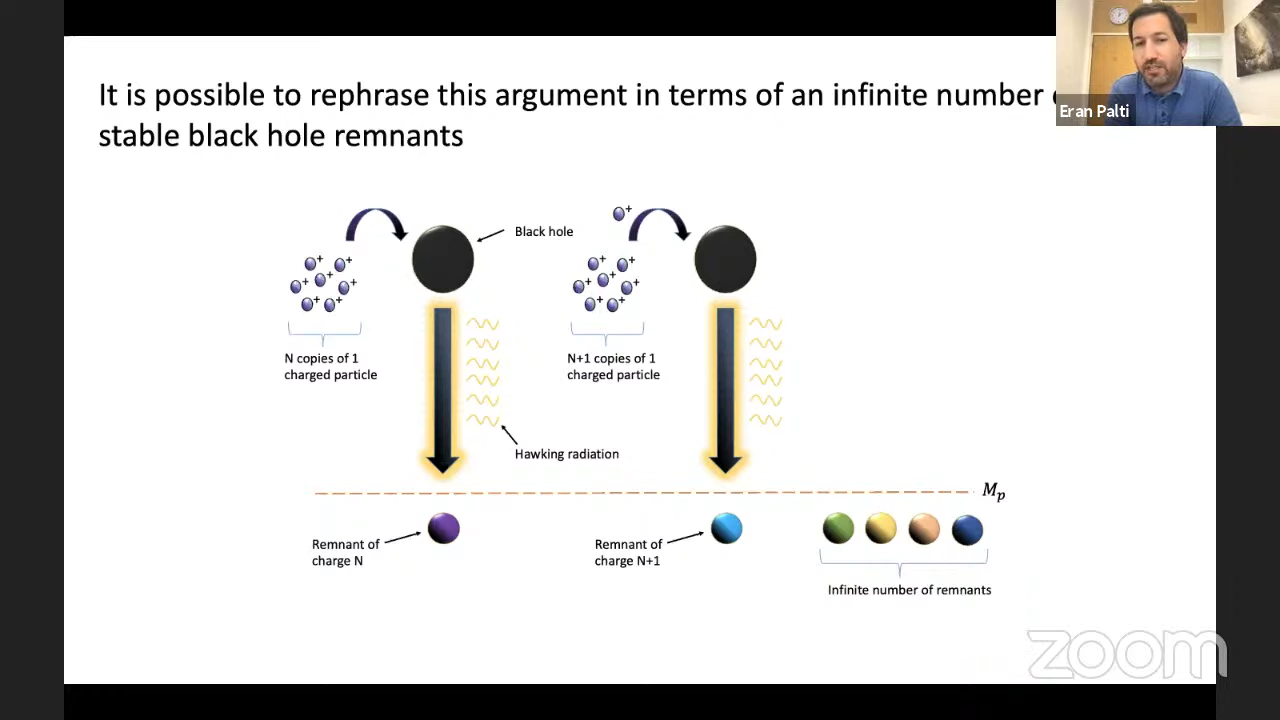 It is possible to rephrase this argument in terms of an infinite number
stable black hole remnants
Eran Palti
+
+
+
+
+
+
+
+
Black hole
+
+
+
+
+
+
+
N copies of 1
charged particle
N+1 copies of 1
charged particle
Hawking radiation
M_p
Remnant of
charge N
Remnant of
charge N+1
Infinite number of remnants
zoom